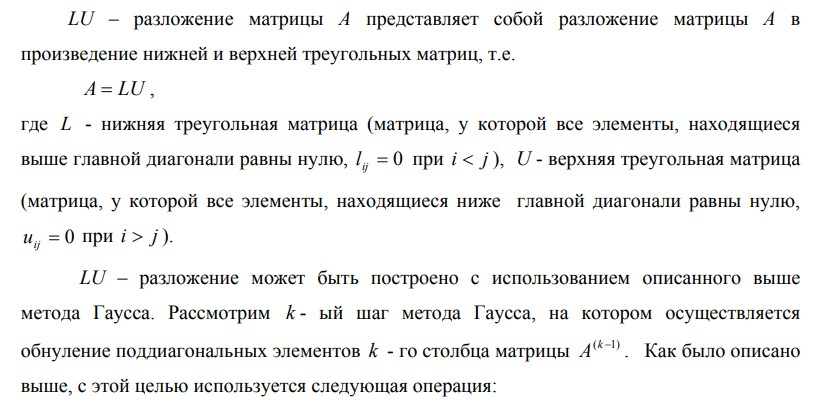 LU – разложение матрицы A представляет собой разложение матрицы A в
произведение нижней и верхней треугольных матриц, т.е.
A = LU ,
где L - нижняя треугольная матрица (матрица, у которой все элементы, находящиеся
выше главной диагонали равны нулю, l_{ij} = 0 при i < j ), U - верхняя треугольная матрица
(матрица, у которой все элементы, находящиеся ниже главной диагонали равны нулю,
u_{ij} = 0 при i > j ).
LU – разложение может быть построено с использованием описанного выше
метода Гаусса. Рассмотрим k - ый шаг метода Гаусса, на котором осуществляется
обнуление поддиагональных элементов k - го столбца матрицы A^{(k−1)} . Как было описано
выше, с этой целью используется следующая операция: